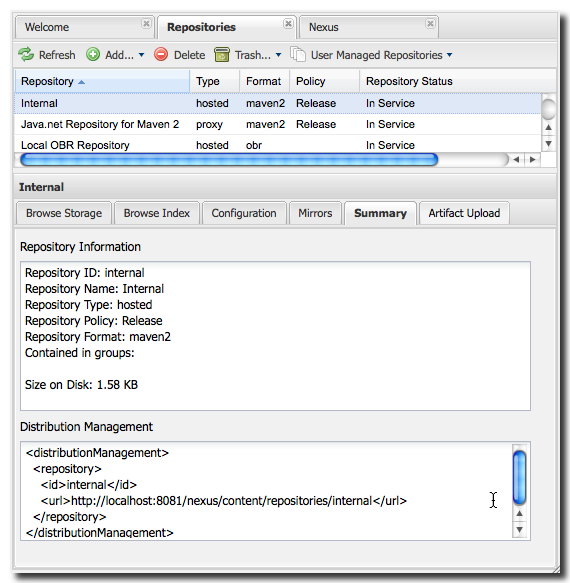 Welcome Repositories Nexus
Refresh Add... Delete Trash... User Managed Repositories
Repository Type Format Policy Repository Status
Internal hosted maven2 Release In Service
Java.net Repository for Maven 2 proxy maven2 Release In Service
Local OBR Repository hosted obr In Service
Internal
Browse Storage Browse Index Configuration Mirrors Summary Artifact Upload
Repository Information
Repository ID: internal
Repository Name: Internal
Repository Type: hosted
Repository Policy: Release
Repository Format: maven2
Contained in groups:
Size on Disk: 1.58 KB
Distribution Management
<distributionManagement>
<repository>
<id>internal</id>
<url>http://localhost:8081/nexus/content/repositories/internal</url>
</repository>
</distributionManagement>